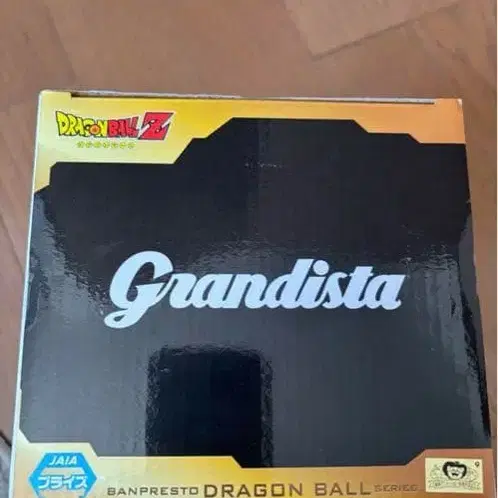 DRAGON BALL Z
Grandista
JAIA
プライズ
BANPRESTO DRAGON BALL SERIES